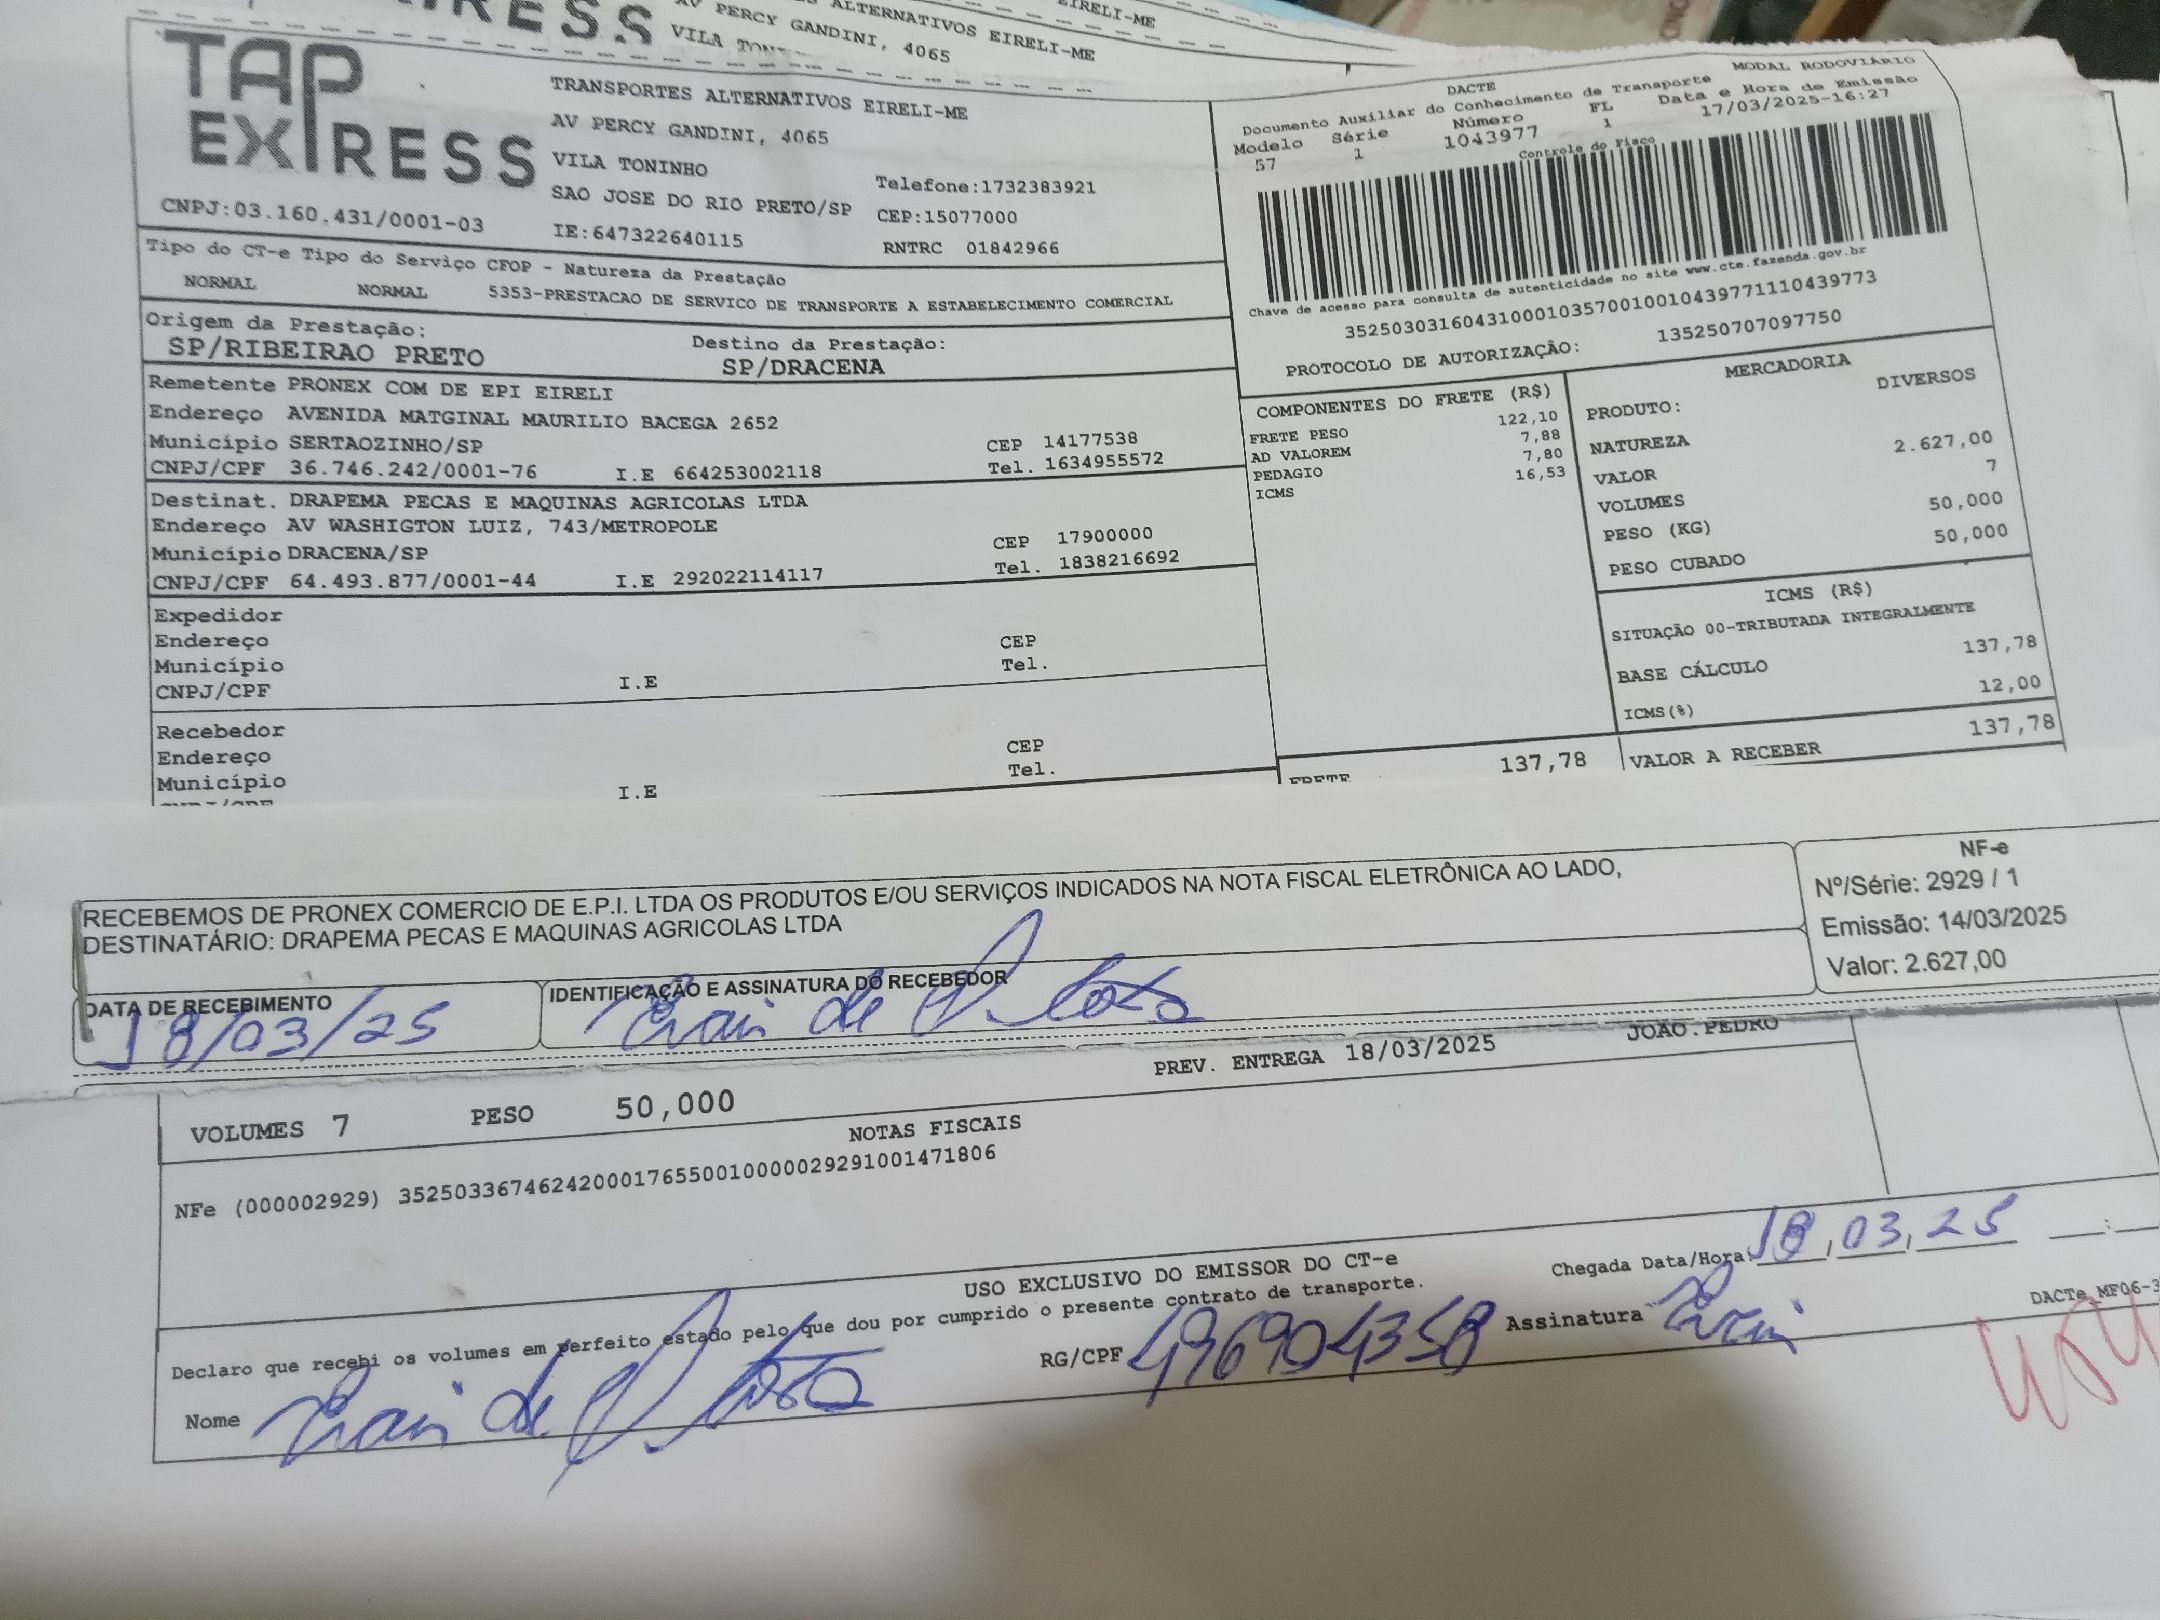 PRESS
AV PERCY GANDINI, 4065
VILA
ALTERNATIVOS EIRELI-ME
EIRELI-ME
TAP
EXPRESS
TRANSPORTES ALTERNATIVOS EIRELI-ME
AV PERCY GANDINI, 4065
VILA TONINHO
SAO JOSE DO RIO PRETO/SP
IE:647322640115
Telefone:1732383921
CEP:15077000
RNTRC 01842966
CNPJ:03.160.431/0001-03
MODAL RODOVIÁRIO
DACTE
Documento Auxiliar do Conhecimento de Transporte
Modelo Série Número FL Data e Hora de Emissão
57 1 1043977 1 17/03/2025-16:27
Controle do Fisco
Chave de acesso para consulta de autenticidade no site www.cte.fazenda.gov.br
35250303160431000103570010010439771110439773
PROTOCOLO DE AUTORIZAÇÃO: 135250707097750
Tipo do CT-e Tipo do Serviço CFOP - Natureza da Prestação
NORMAL NORMAL 5353-PRESTACAO DE SERVICO DE TRANSPORTE A ESTABELECIMENTO COMERCIAL
Origem da Prestação:
SP/RIBEIRAO PRETO
Destino da Prestação:
SP/DRACENA
Remetente PRONEX COM DE EPI EIRELI
Endereço AVENIDA MATGINAL MAURILIO BACEGA 2652
Município SERTAOZINHO/SP CEP 14177538
CNPJ/CPF 36.746.242/0001-76 I.E 664253002118 Tel. 1634955572
Destinat. DRAPEMA PECAS E MAQUINAS AGRICOLAS LTDA
Endereço AV WASHIGTON LUIZ, 743/METROPOLE
Município DRACENA/SP CEP 17900000
CNPJ/CPF 64.493.877/0001-44 I.E 292022114117 Tel. 1838216692
Expedidor
Endereço CEP
Município Tel.
CNPJ/CPF I.E
Recebedor
Endereço CEP
Município Tel.
CNPJ/CPF I.E
COMPONENTES DO FRETE (R$)
FRETE PESO 122,10
AD VALOREM 7,88
PEDAGIO 7,80
ICMS 16,53
FRETE 137,78
MERCADORIA
PRODUTO: DIVERSOS
NATUREZA
VALOR 2.627,00
VOLUMES 7
PESO (KG) 50,000
PESO CUBADO 50,000
ICMS (R$)
SITUAÇÃO 00-TRIBUTADA INTEGRALMENTE
BASE CÁLCULO 137,78
ICMS(%) 12,00
VALOR A RECEBER 137,78
RECEBEMOS DE PRONEX COMERCIO DE E.P.I. LTDA OS PRODUTOS E/OU SERVIÇOS INDICADOS NA NOTA FISCAL ELETRÔNICA AO LADO,
DESTINATÁRIO: DRAPEMA PECAS E MAQUINAS AGRICOLAS LTDA
NF-e
Nº/Série: 2929 / 1
Emissão: 14/03/2025
Valor: 2.627,00
DATA DE RECEBIMENTO
18/03/25
IDENTIFICAÇÃO E ASSINATURA DO RECEBEDOR
PREV. ENTREGA 18/03/2025 JOAO.PEDRO
VOLUMES 7 PESO 50,000
NOTAS FISCAIS
NFe (000002929) 35250336746242000176550010000029291001471806
USO EXCLUSIVO DO EMISSOR DO CT-e
Chegada Data/Hora: 18/03/25 :
Declaro que recebi os volumes em perfeito estado pelo que dou por cumprido o presente contrato de transporte.
DACTe MF06-3
Nome
RG/CPF 496904358 Assinatura